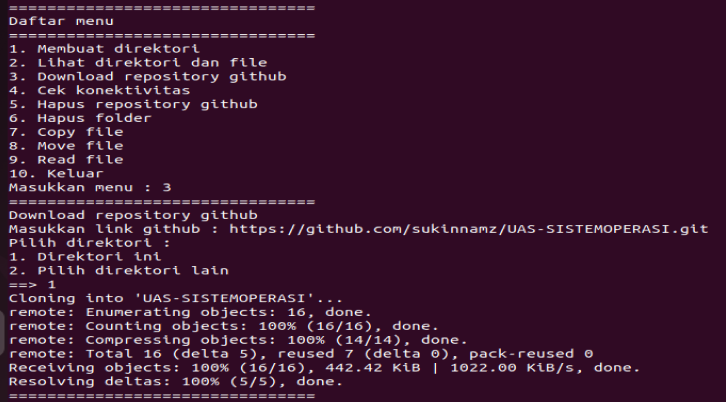 ==================================
Daftar menu
==================================
1. Membuat direktori
2. Lihat direktori dan file
3. Download repository github
4. Cek konektivitas
5. Hapus repository github
6. Hapus folder
7. Copy file
8. Move file
9. Read file
10. Keluar
Masukkan menu : 3
==================================
Download repository github
Masukkan link github : https://github.com/sukinnamz/UAS-SISTEMOPERASI.git
Pilih direktori :
1. Direktori ini
2. Pilih direktori lain
==> 1
Cloning into 'UAS-SISTEMOPERASI'...
remote: Enumerating objects: 16, done.
remote: Counting objects: 100% (16/16), done.
remote: Compressing objects: 100% (14/14), done.
remote: Total 16 (delta 5), reused 7 (delta 0), pack-reused 0
Receiving objects: 100% (16/16), 442.42 KiB | 1022.00 KiB/s, done.
Resolving deltas: 100% (5/5), done.
==================================